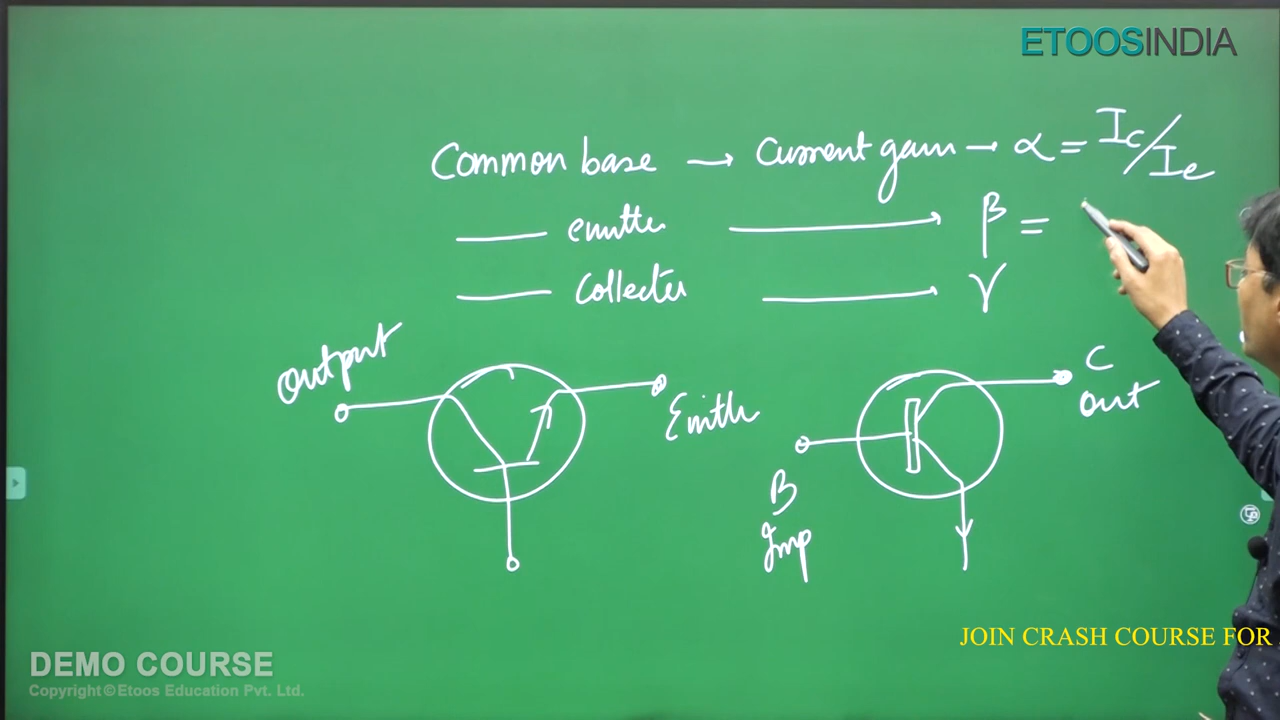 ETOOSINDIA
Common base → Current gain → α = Ic/Ie
emitter → β =
Collecter → γ
Output
Emitter
C
Out
B
Inp
JOIN CRASH COURSE FOR
DEMO COURSE
Copyright © Etoos Education Pvt. Ltd.